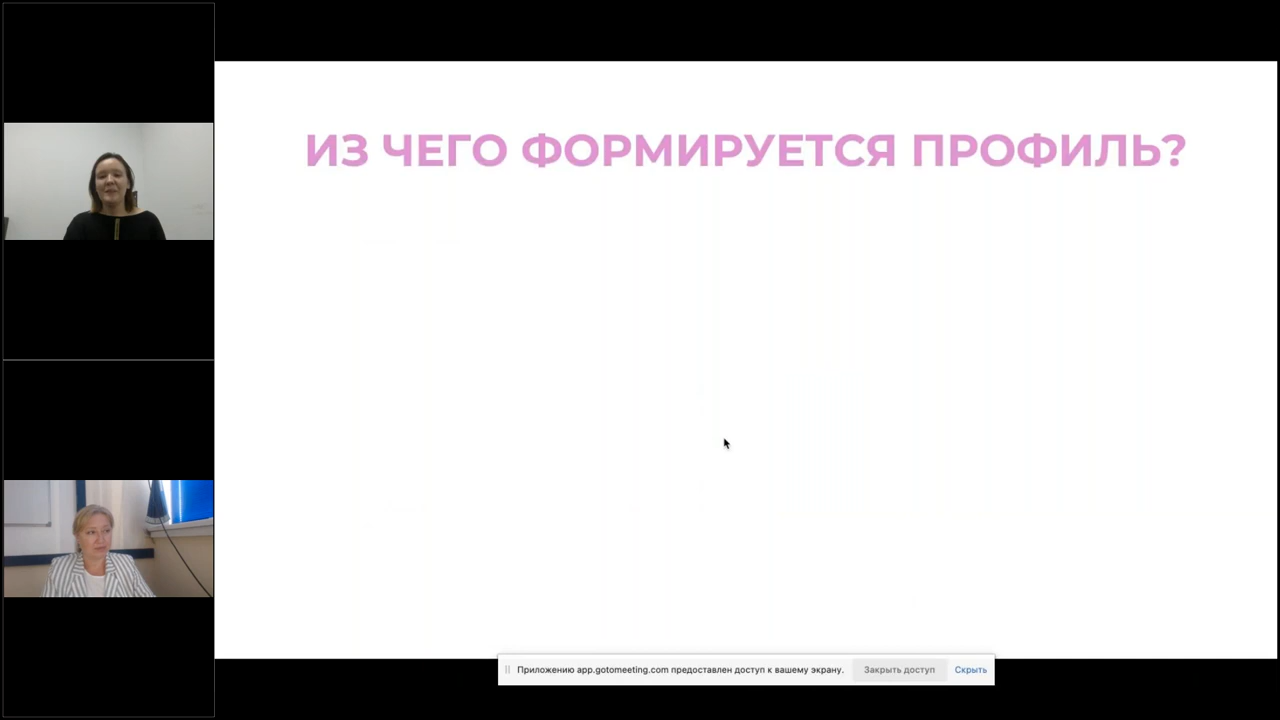 ИЗ ЧЕГО ФОРМИРУЕТСЯ ПРОФИЛЬ?
Приложению app.gotomeeting.com предоставлен доступ к вашему экрану. Закрыть доступ Скрыть